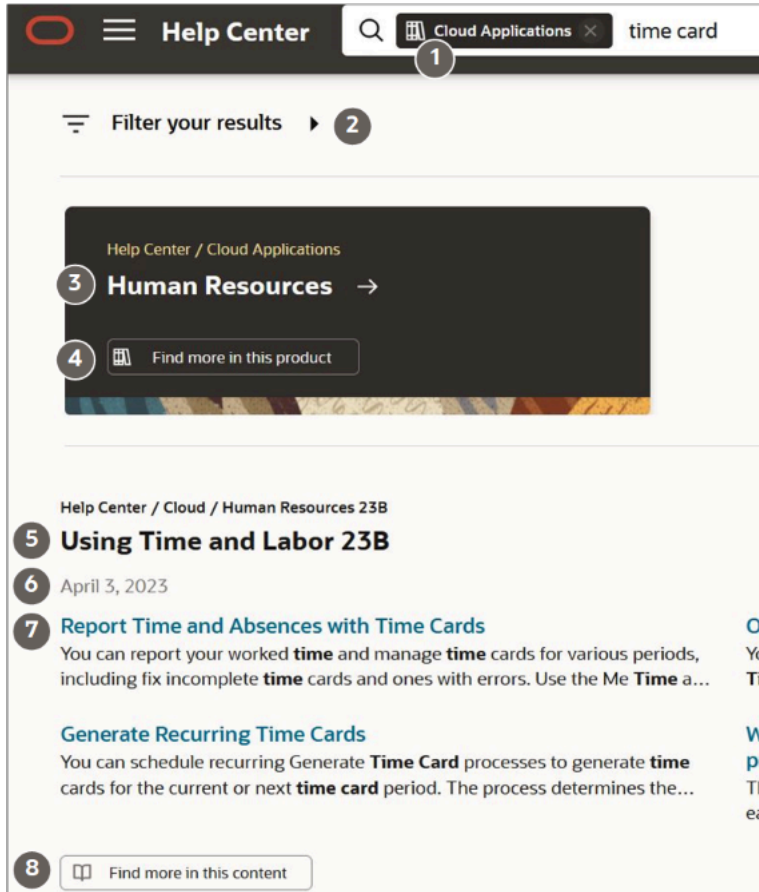 Help Center
Cloud Applications
time card
1
Filter your results
2
Help Center / Cloud Applications
3
Human Resources
4
Find more in this product
Help Center / Cloud / Human Resources 23B
5
Using Time and Labor 23B
6
April 3, 2023
7
Report Time and Absences with Time Cards
You can report your worked time and manage time cards for various periods,
including fix incomplete time cards and ones with errors. Use the Me Time a...
Generate Recurring Time Cards
You can schedule recurring Generate Time Card processes to generate time
cards for the current or next time card period. The process determines the...
8
Find more in this content